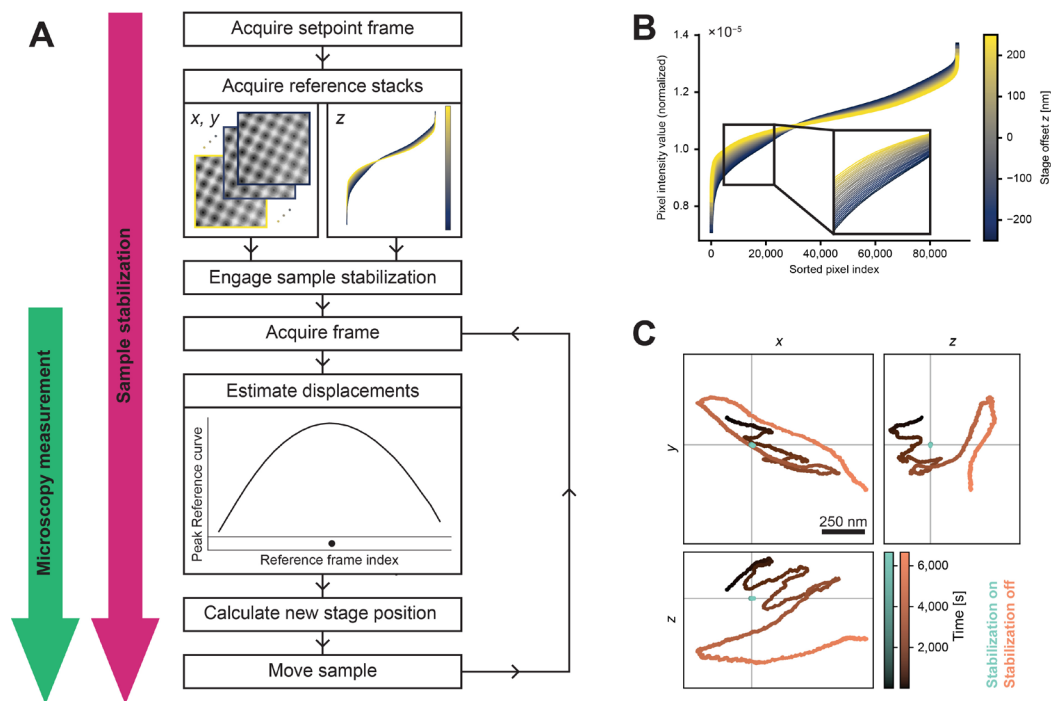 A
Sample stabilization
Microscopy measurement
Acquire setpoint frame
Acquire reference stacks
x, y
z
Engage sample stabilization
Acquire frame
Estimate displacements
Peak Reference curve
Reference frame index
Calculate new stage position
Move sample
B
×10⁻⁵
1.4
1.2
1.0
0.8
Pixel intensity value (normalized)
0
20,000
40,000
60,000
80,000
Sorted pixel index
200
100
0
−100
−200
Stage offset z [nm]
C
x
z
y
250 nm
z
6,000
4,000
2,000
Time [s]
Stabilization on
Stabilization off